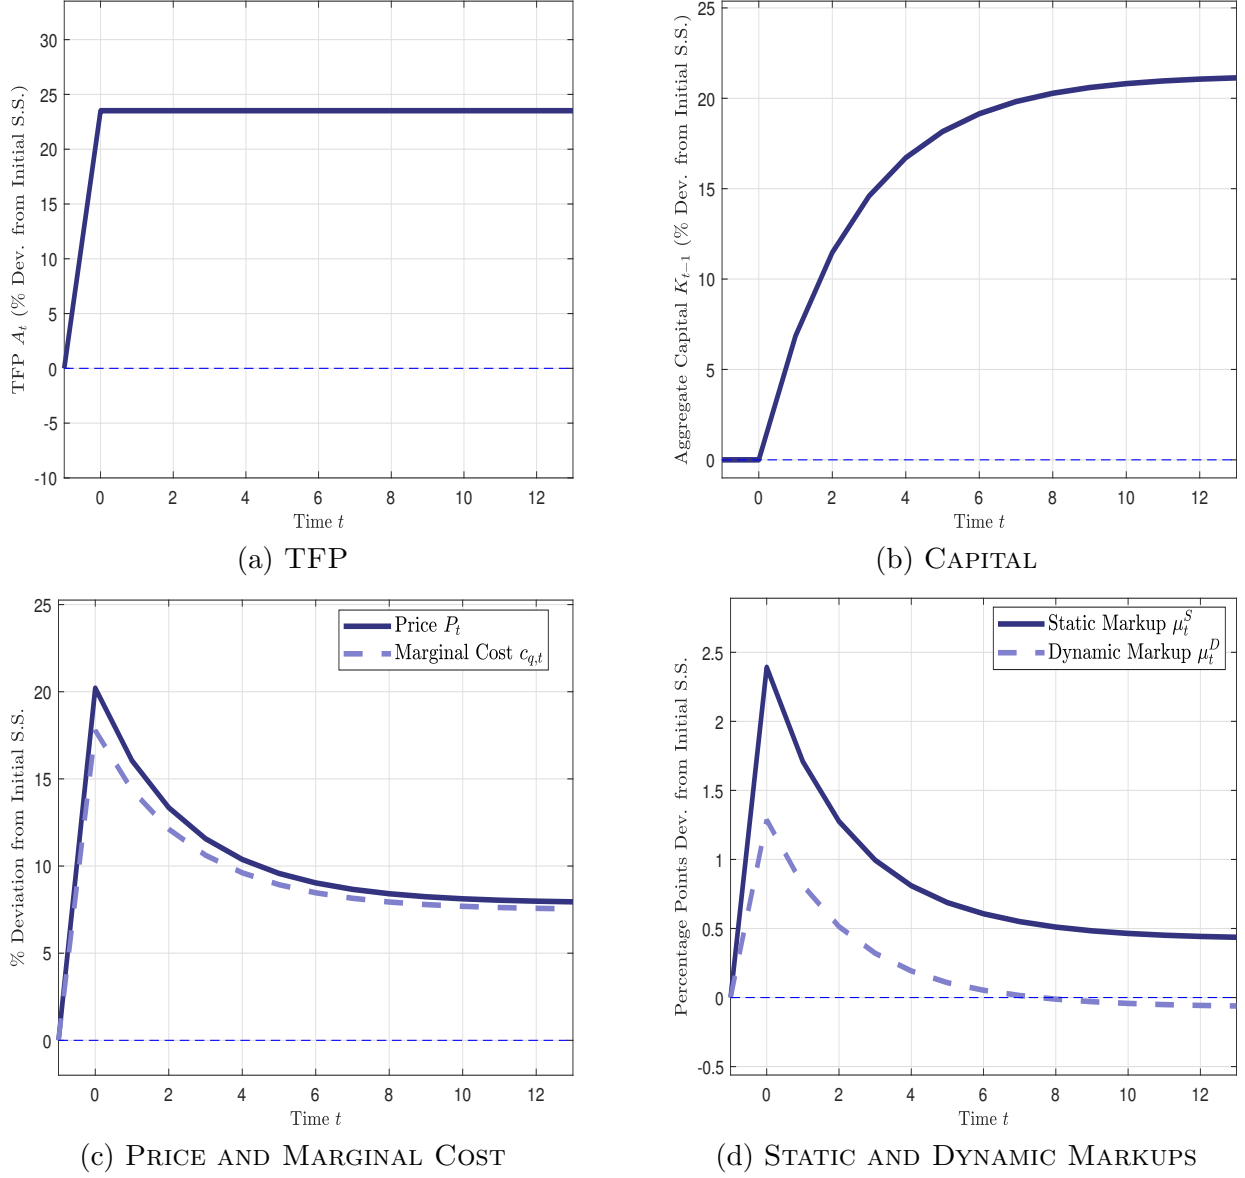 TFP A_t (% Dev. from Initial S.S.)
30
25
20
15
10
5
0
-5
-10
0 2 4 6 8 10 12
Time t
(a) TFP
Aggregate Capital K_{t−1} (% Dev. from Initial S.S.)
25
20
15
10
5
0
0 2 4 6 8 10 12
Time t
(b) CAPITAL
% Deviation from Initial S.S.
25
20
15
10
5
0
Price P_t
Marginal Cost c_{q,t}
0 2 4 6 8 10 12
Time t
(c) PRICE AND MARGINAL COST
Percentage Points Dev. from Initial S.S.
2.5
2
1.5
1
0.5
0
-0.5
Static Markup μ_t^S
Dynamic Markup μ_t^D
0 2 4 6 8 10 12
Time t
(d) STATIC AND DYNAMIC MARKUPS